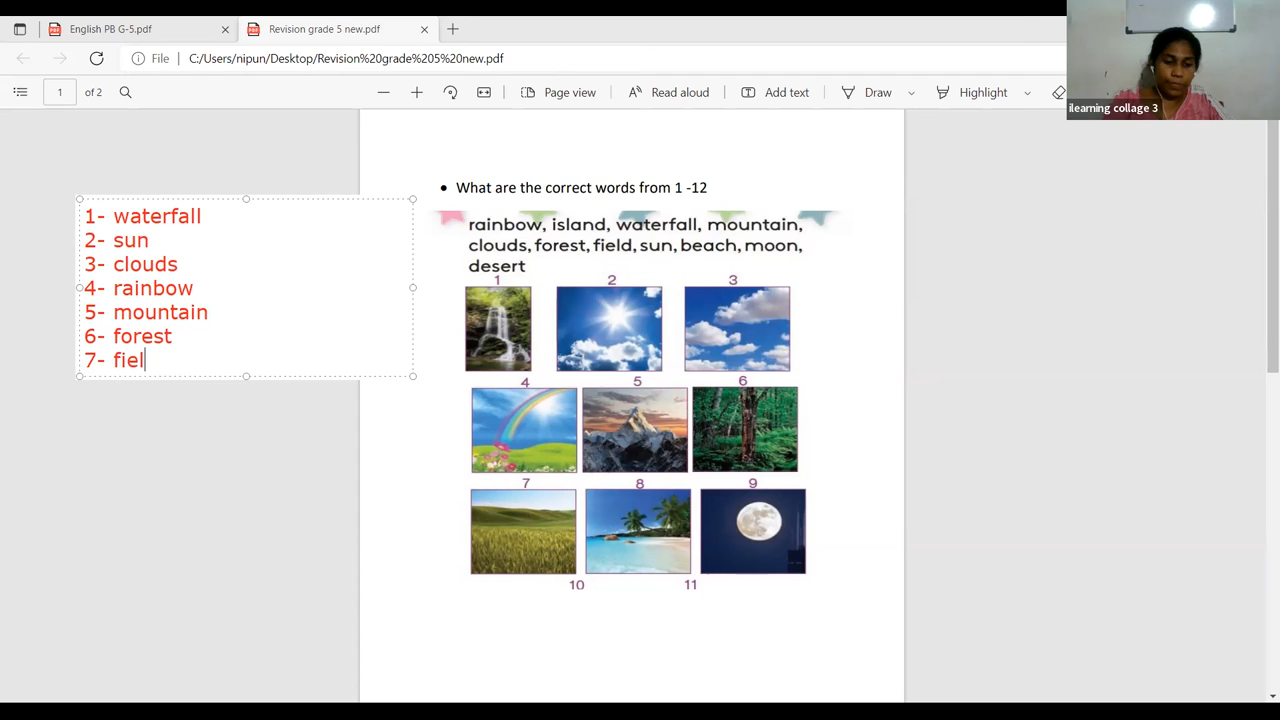 English PB G-5.pdf
Revision grade 5 new.pdf
File
C:/Users/nipun/Desktop/Revision%20grade%205%20new.pdf
1
of 2
Page view
Read aloud
Add text
Draw
Highlight
ilearning collage 3
What are the correct words from 1 -12
rainbow, island, waterfall, mountain,
clouds, forest, field, sun, beach, moon,
desert
1- waterfall
2- sun
3- clouds
4- rainbow
5- mountain
6- forest
7- fiel
1 2 3
4 5 6
7 8 9
10 11